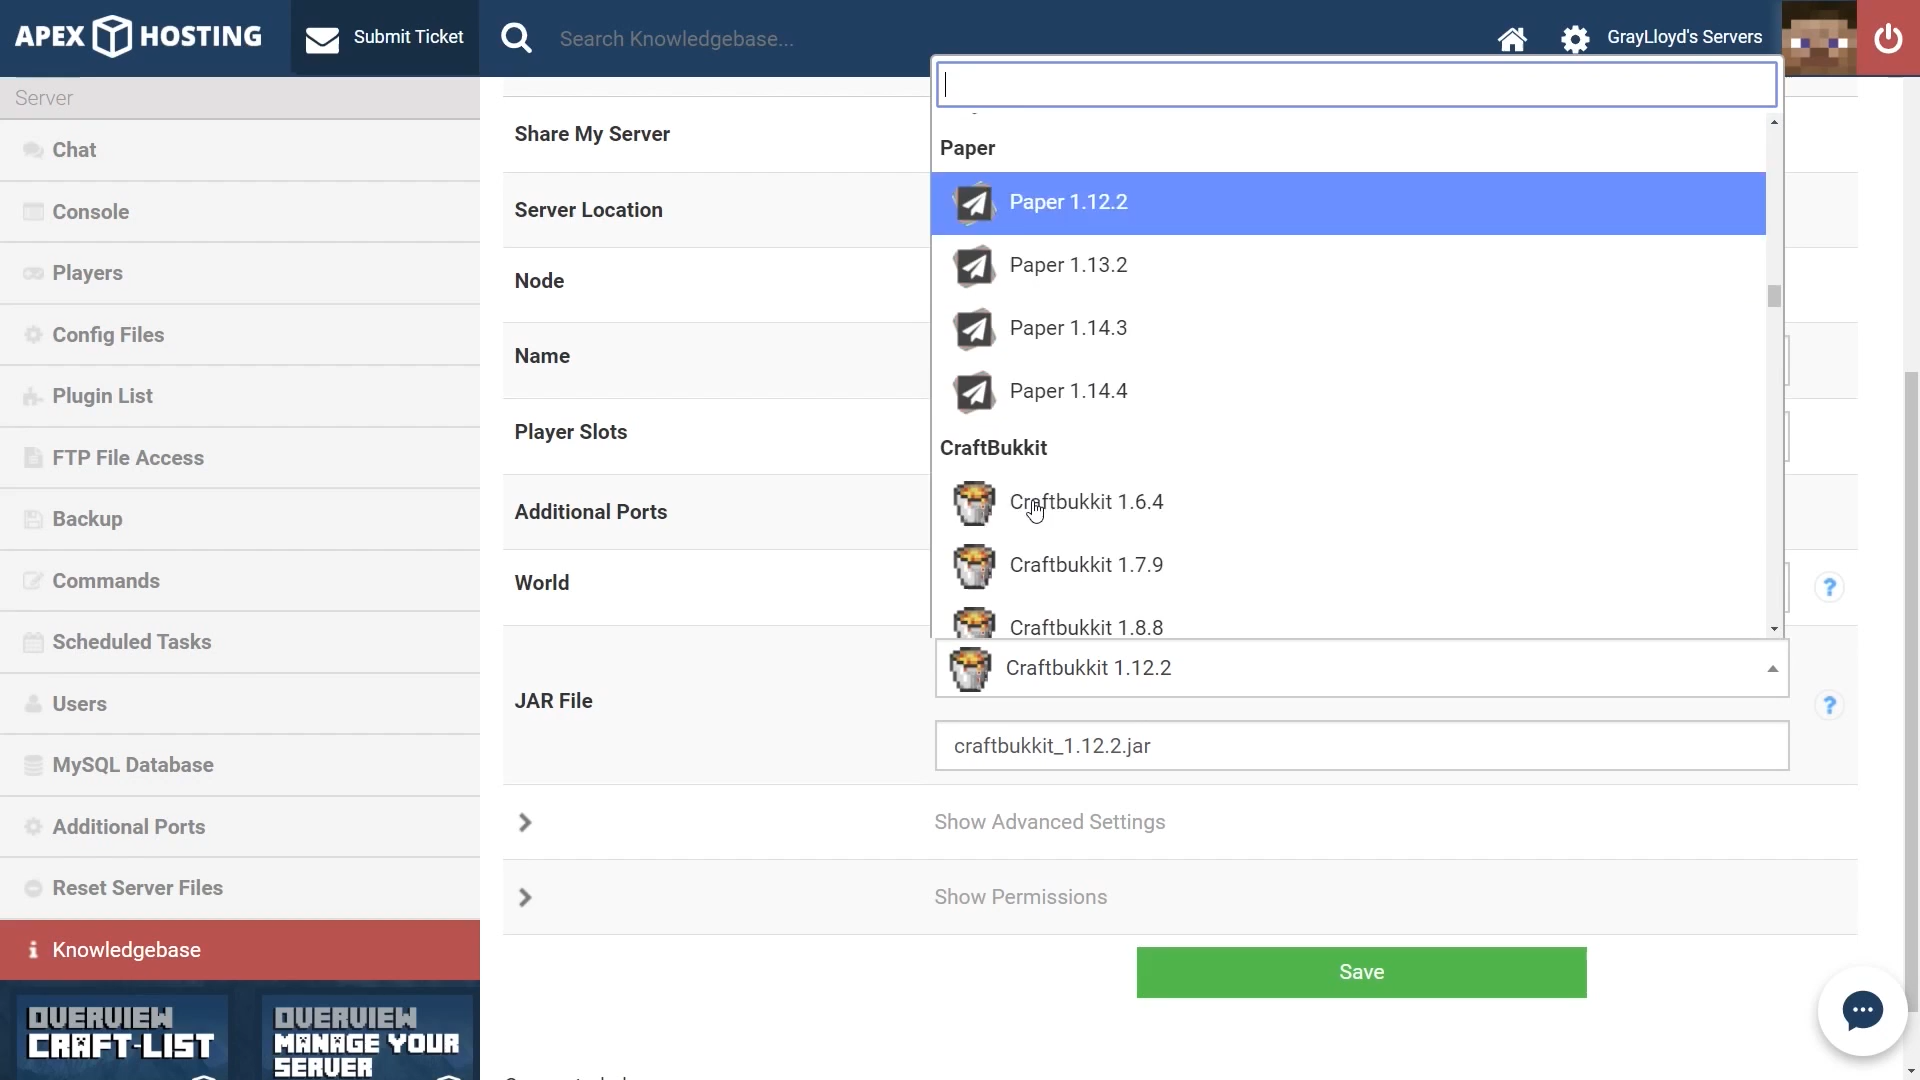 APEX HOSTING
Submit Ticket
Search Knowledgebase...
GrayLloyd's Servers
Server
Chat
Console
Players
Config Files
Plugin List
FTP File Access
Backup
Commands
Scheduled Tasks
Users
MySQL Database
Additional Ports
Reset Server Files
Knowledgebase
OVERVIEW
CRAFT-LIST
OVERVIEW
MANAGE YOUR
SERVER
Share My Server
Server Location
Node
Name
Player Slots
Additional Ports
World
JAR File
Paper
Paper 1.12.2
Paper 1.13.2
Paper 1.14.3
Paper 1.14.4
CraftBukkit
Craftbukkit 1.6.4
Craftbukkit 1.7.9
Craftbukkit 1.8.8
?
Craftbukkit 1.12.2
?
craftbukkit_1.12.2.jar
Show Advanced Settings
Show Permissions
Save